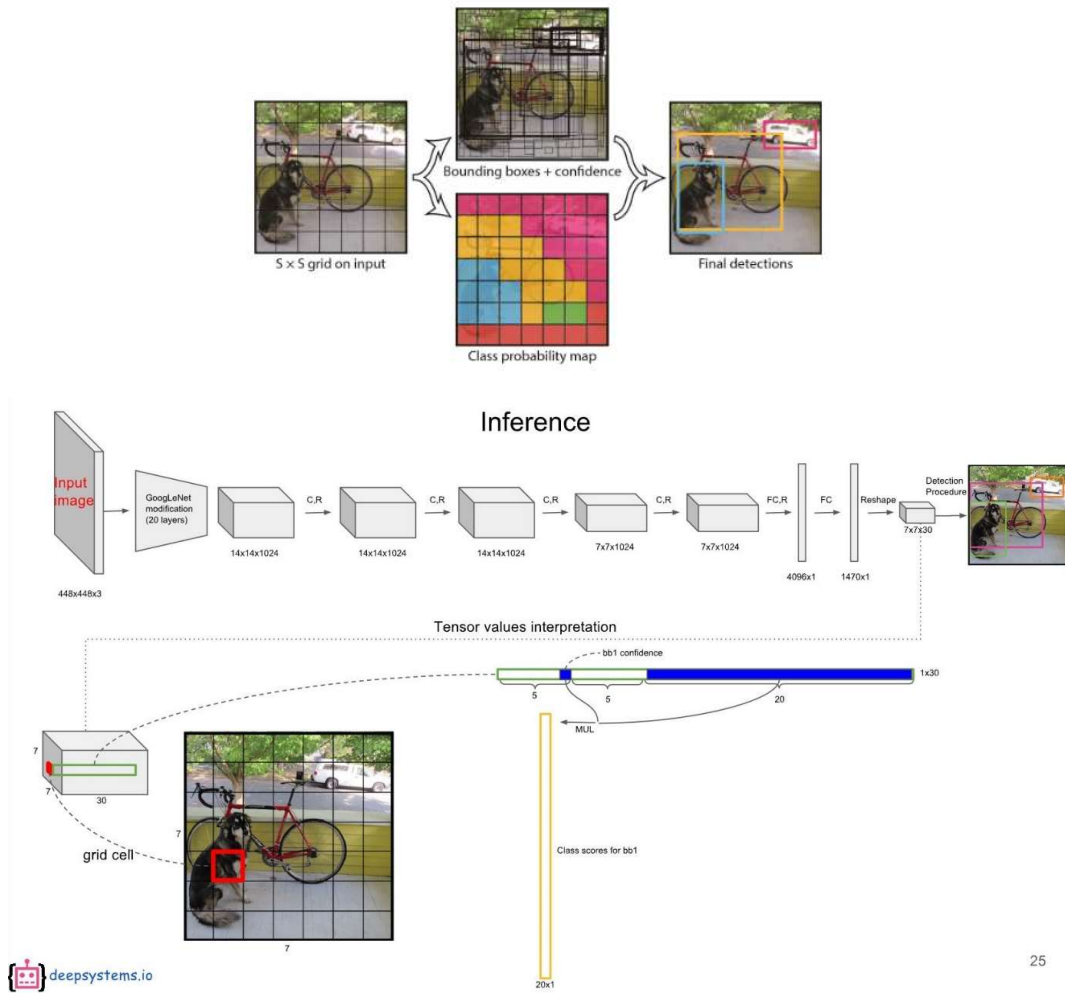 Bounding boxes + confidence
S × S grid on input
Final detections
Class probability map
Inference
Input
image
GoogLeNet
modification
(20 layers)
C,R
C,R
C,R
C,R
FC,R
FC
Reshape
Detection
Procedure
448x448x3
14x14x1024
14x14x1024
14x14x1024
7x7x1024
7x7x1024
4096x1
1470x1
7x7x30
Tensor values interpretation
bb1 confidence
1x30
5
5
20
MUL
7
7
30
7
grid cell
Class scores for bb1
7
20x1
deepsystems.io
25